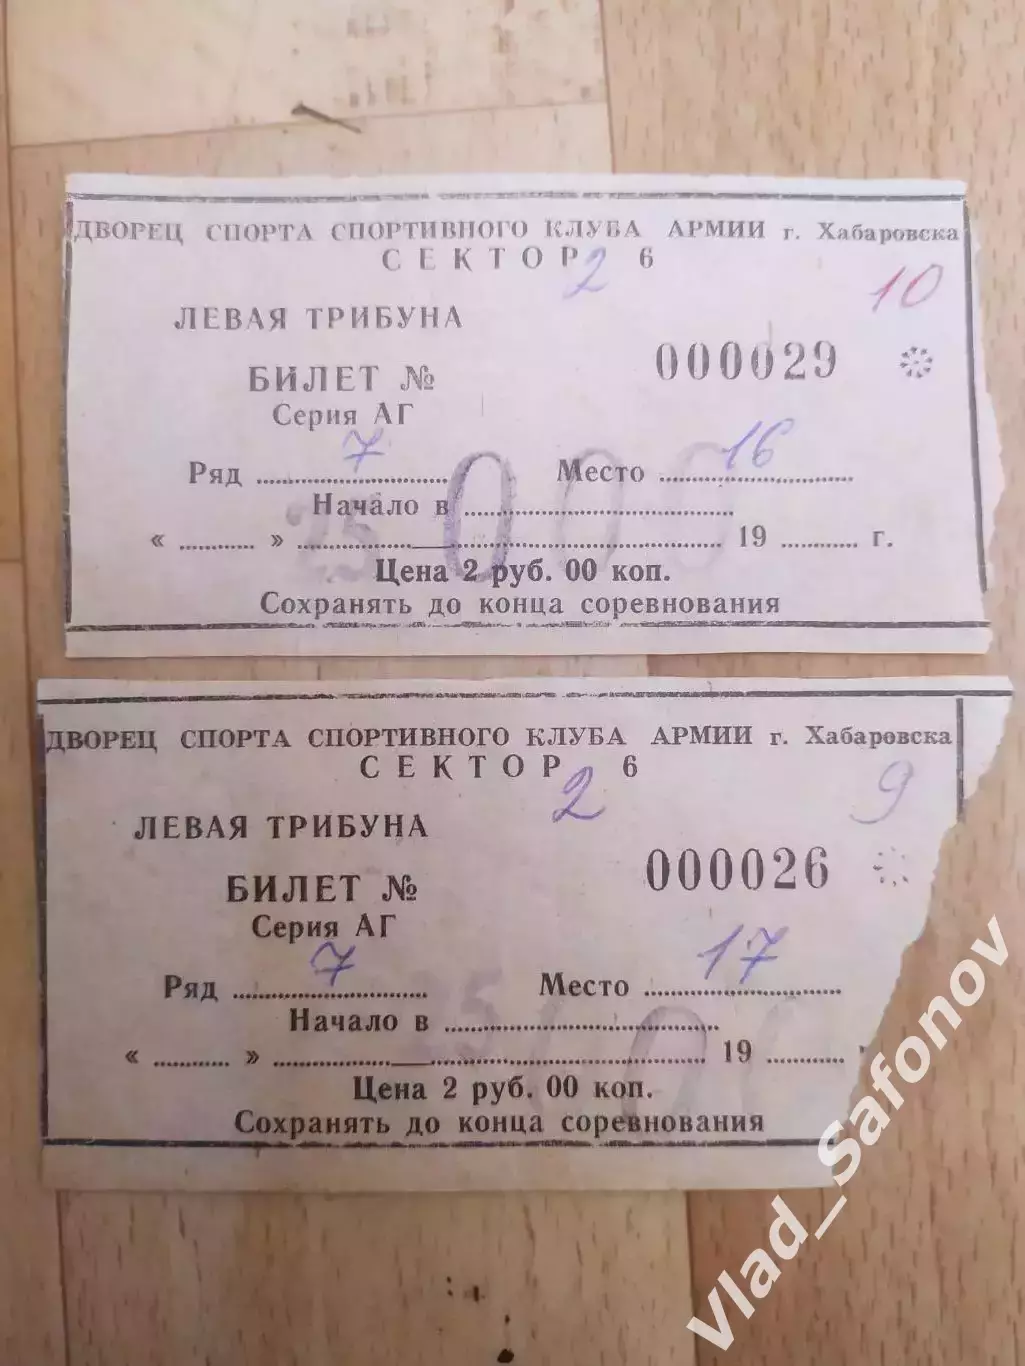 ДВОРЕЦ СПОРТА СПОРТИВНОГО КЛУБА АРМИИ г. Хабаровска
СЕКТОР 2 6
10
ЛЕВАЯ ТРИБУНА
000029
БИЛЕТ №
Серия АГ
Ряд 7 Место 16
Начало в
« » 19 г.
Цена 2 руб. 00 коп.
Сохранять до конца соревнования
ДВОРЕЦ СПОРТА СПОРТИВНОГО КЛУБА АРМИИ г. Хабаровска
СЕКТОР 2 6
9
ЛЕВАЯ ТРИБУНА
000026
БИЛЕТ №
Серия АГ
Ряд 7 Место 17
Начало в
« » 19
Цена 2 руб. 00 коп.
Сохранять до конца соревнования
Vlad_Safonov